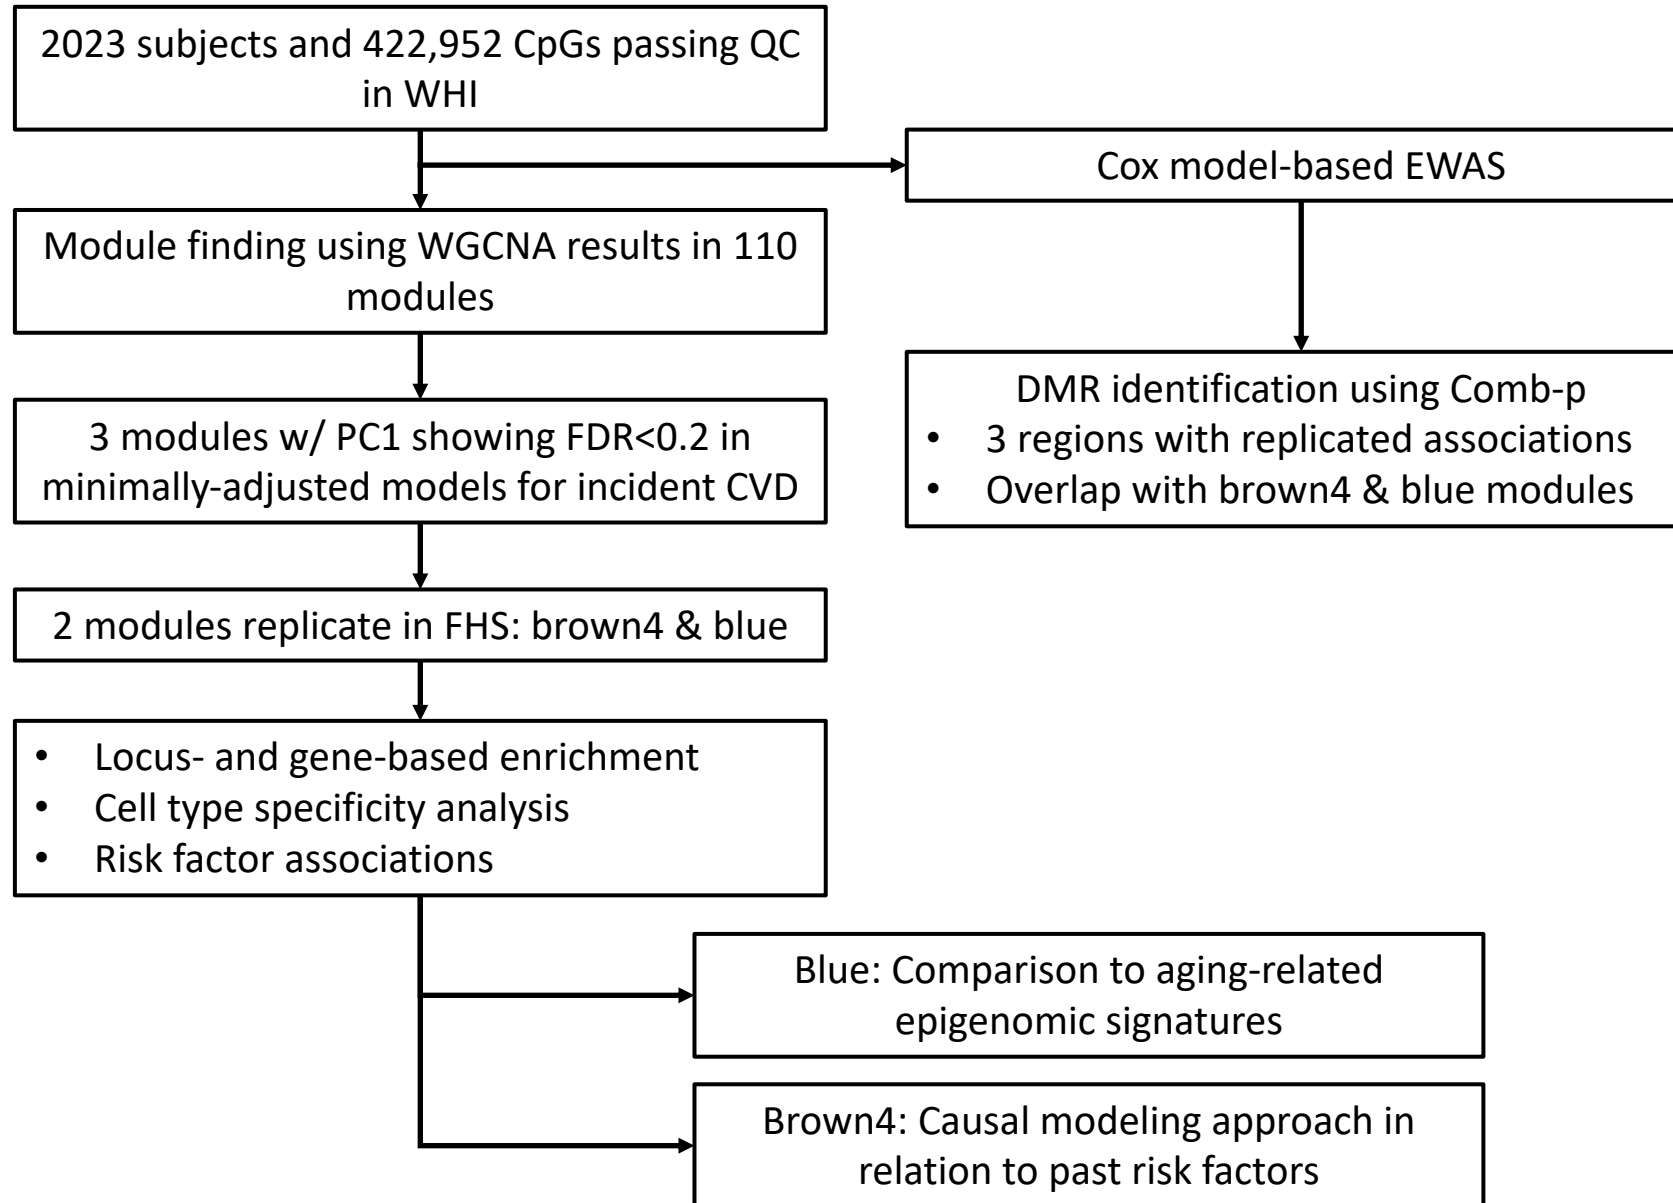 2023 subjects and 422,952 CpGs passing QC
in WHI
Cox model-based EWAS
Module finding using WGCNA results in 110
modules
DMR identification using Comb-p
• 3 regions with replicated associations
• Overlap with brown4 & blue modules
3 modules w/ PC1 showing FDR<0.2 in
minimally-adjusted models for incident CVD
2 modules replicate in FHS: brown4 & blue
• Locus- and gene-based enrichment
• Cell type specificity analysis
• Risk factor associations
Blue: Comparison to aging-related
epigenomic signatures
Brown4: Causal modeling approach in
relation to past risk factors